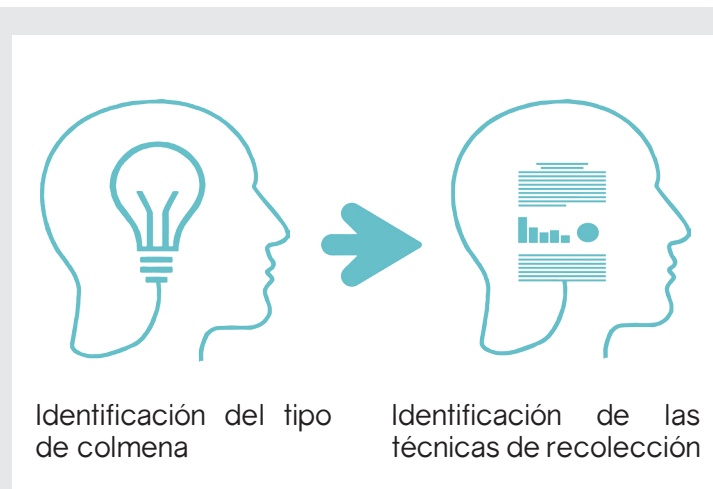 Identificación del tipo
de colmena
Identificación de las
técnicas de recolección